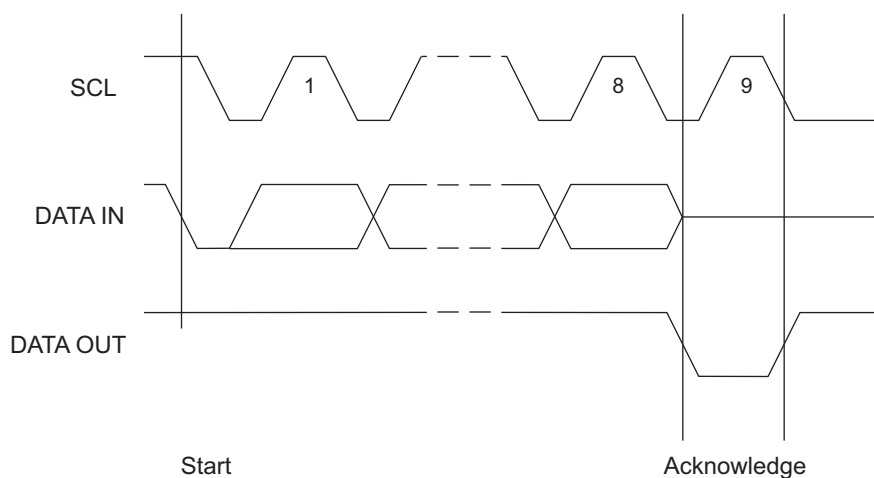 SCL
1
8
9
DATA IN
DATA OUT
Start
Acknowledge